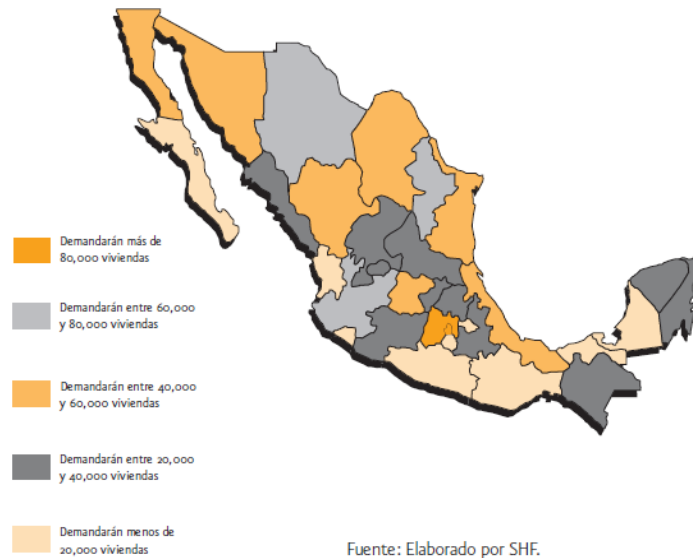 Demandarán más de
80,000 viviendas
Demandarán entre 60,000
y 80,000 viviendas
Demandarán entre 40,000
y 60,000 viviendas
Demandarán entre 20,000
y 40,000 viviendas
Demandarán menos de
20,000 viviendas
Fuente: Elaborado por SHF.